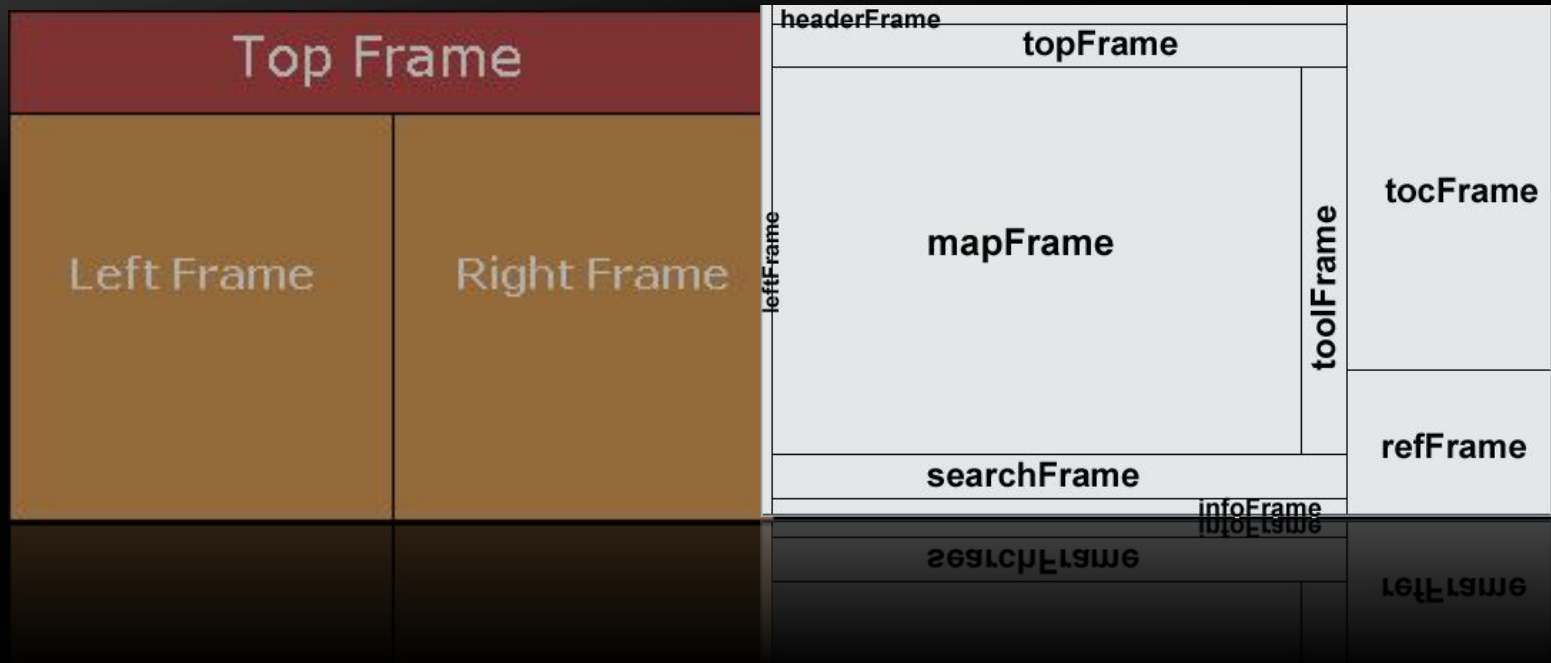 Top Frame
Left Frame
Right Frame
headerFrame
topFrame
leftFrame
mapFrame
toolFrame
tocFrame
refFrame
searchFrame
infoFrame